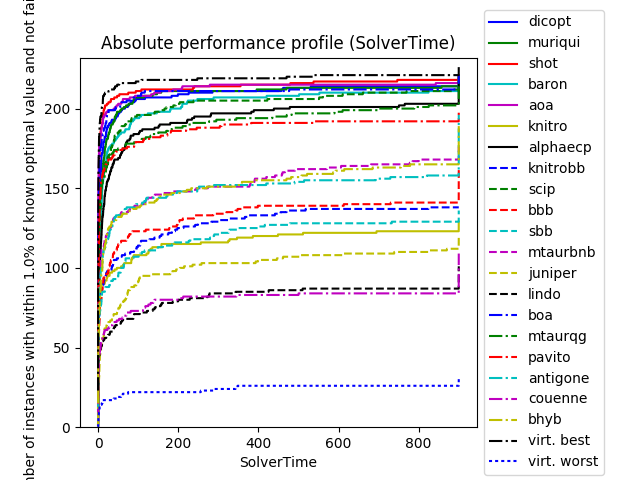 Absolute performance profile (SolverTime)
of instances with within 1.0% of known optimal value and not
200
150
100
50
0
0 200 400 600 800
SolverTime
dicopt
muriqui
shot
baron
aoa
knitro
alphaecp
knitrobb
scip
bbb
sbb
mtaurbnb
juniper
lindo
boa
mtaurqg
pavito
antigone
couenne
bhyb
virt. best
virt. worst